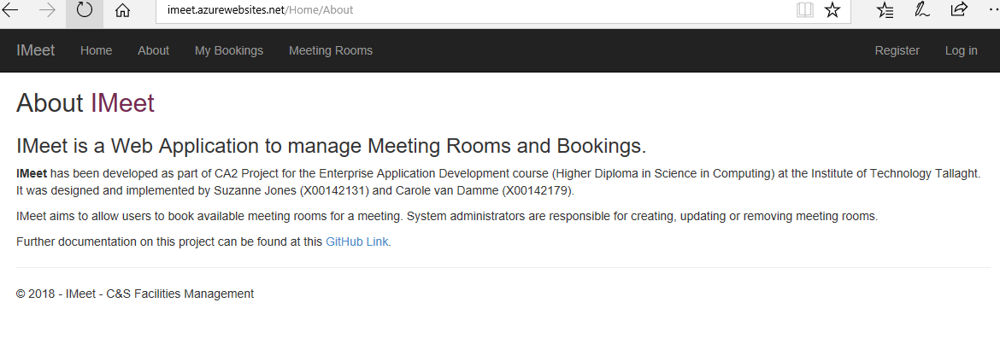 imeet.azurewebsites.net/Home/About
IMeet Home About My Bookings Meeting Rooms Register Log in
About IMeet
IMeet is a Web Application to manage Meeting Rooms and Bookings.
IMeet has been developed as part of CA2 Project for the Enterprise Application Development course (Higher Diploma in Science in Computing) at the Institute of Technology Tallaght.
It was designed and implemented by Suzanne Jones (X00142131) and Carole van Damme (X00142179).
IMeet aims to allow users to book available meeting rooms for a meeting. System administrators are responsible for creating, updating or removing meeting rooms.
Further documentation on this project can be found at this GitHub Link.
© 2018 - IMeet - C&S Facilities Management